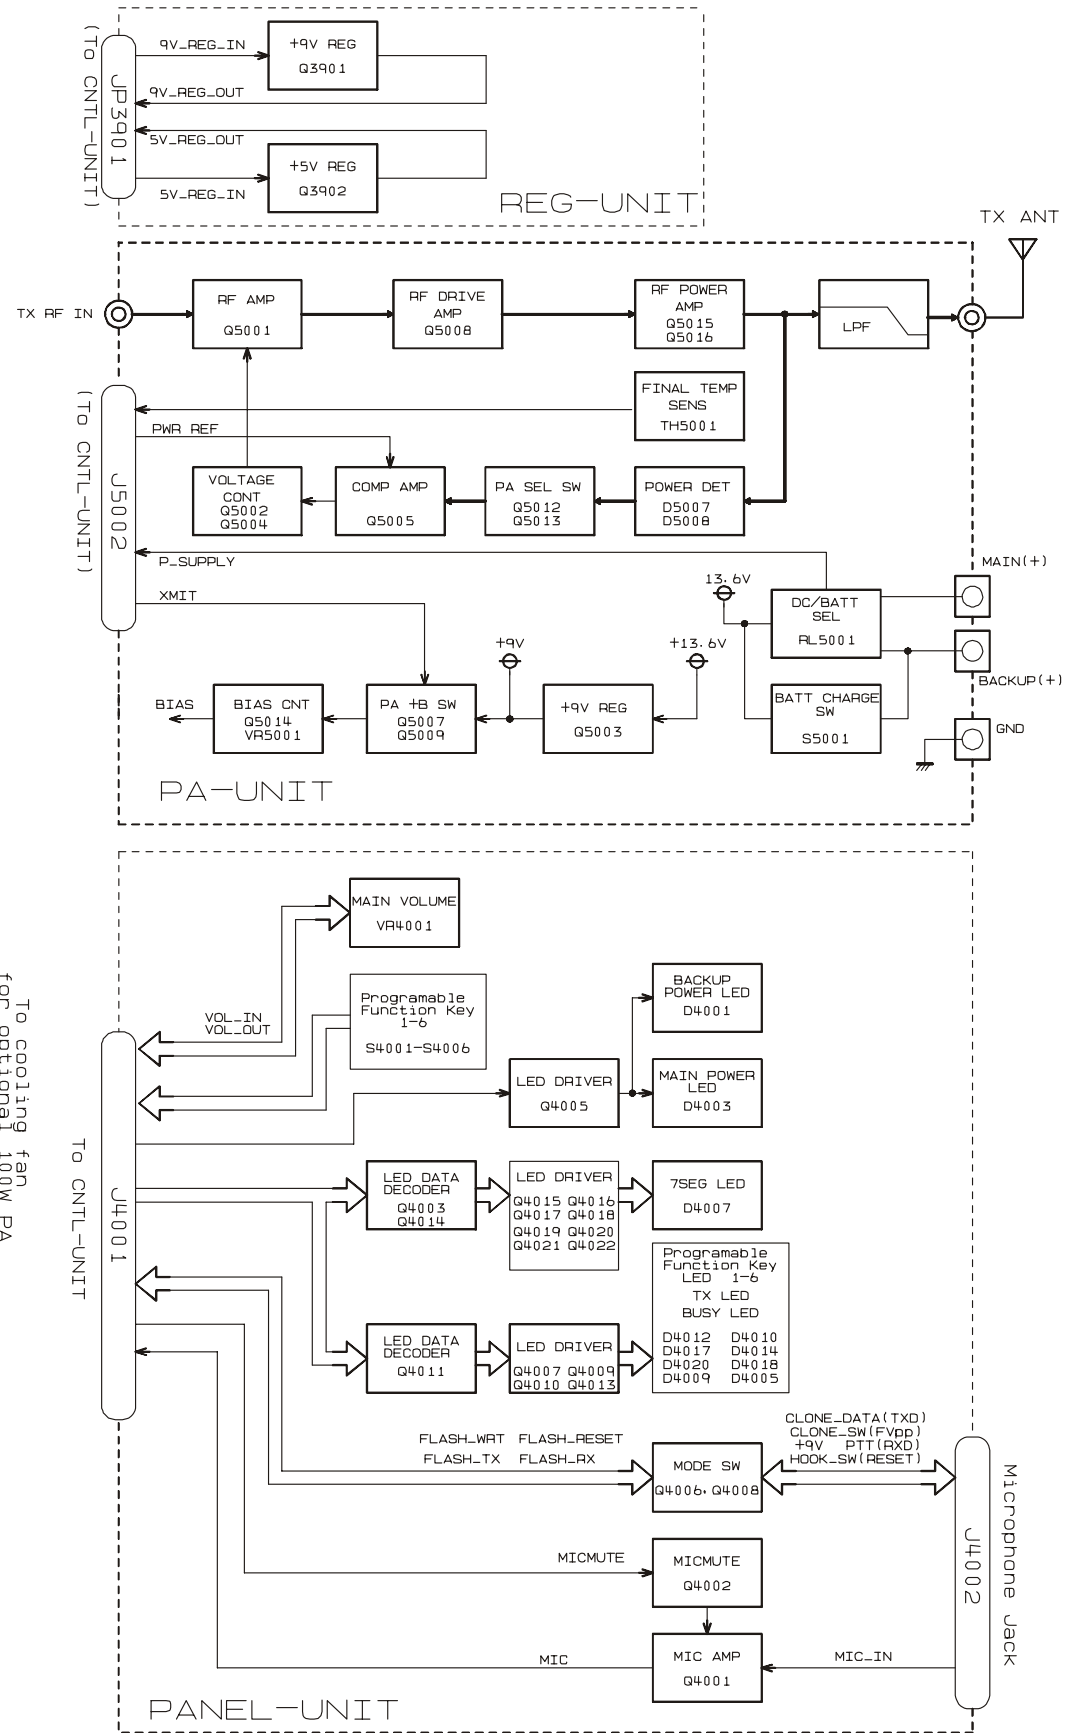 (To CNTL-UNIT)
JP3901
9V_REG_IN
+9V REG
Q3901
9V_REG_OUT
5V_REG_OUT
+5V REG
Q3902
5V_REG_IN
REG-UNIT
TX ANT
TX RF IN
RF AMP
Q5001
RF DRIVE
AMP
Q5008
RF POWER
AMP
Q5015
Q5016
LPF
(To CNTL-UNIT)
J5002
FINAL TEMP
SENS
TH5001
PWR REF
VOLTAGE
CONT
Q5002
Q5004
COMP AMP
Q5005
PA SEL SW
Q5012
Q5013
POWER DET
D5007
D5008
P_SUPPLY
XMIT
13.6V
DC/BATT
SEL
RL5001
MAIN(+)
BACKUP(+)
+9V
+13.6V
BIAS
BIAS CNT
Q5014
VR5001
PA +B SW
Q5007
Q5009
+9V REG
Q5003
BATT CHARGE
SW
S5001
GND
PA-UNIT
MAIN VOLUME
VR4001
VOL_IN
VOL_OUT
Programable
Function Key
1-6
S4001-S4006
BACKUP
POWER LED
D4001
LED DRIVER
Q4005
MAIN POWER
LED
D4003
To cooling fan
for optional 100W PA
To CNTL-UNIT
J4001
LED DATA
DECODER
Q4003
Q4014
LED DRIVER
Q4015 Q4016
Q4017 Q4018
Q4019 Q4020
Q4021 Q4022
7SEG LED
D4007
LED DATA
DECODER
Q4011
LED DRIVER
Q4007 Q4009
Q4010 Q4013
Programable
Function Key
LED 1-6
TX LED
BUSY LED
D4012 D4010
D4017 D4014
D4020 D4018
D4009 D4005
FLASH_WRT FLASH_RESET
FLASH_TX FLASH_RX
MODE SW
Q4006, Q4008
CLONE_DATA(TXD)
CLONE_SW(FVpp)
+9V PTT(RXD)
HOOK_SW(RESET)
J4002
Microphone Jack
MICMUTE
MICMUTE
Q4002
MIC
MIC AMP
Q4001
MIC_IN
PANEL-UNIT